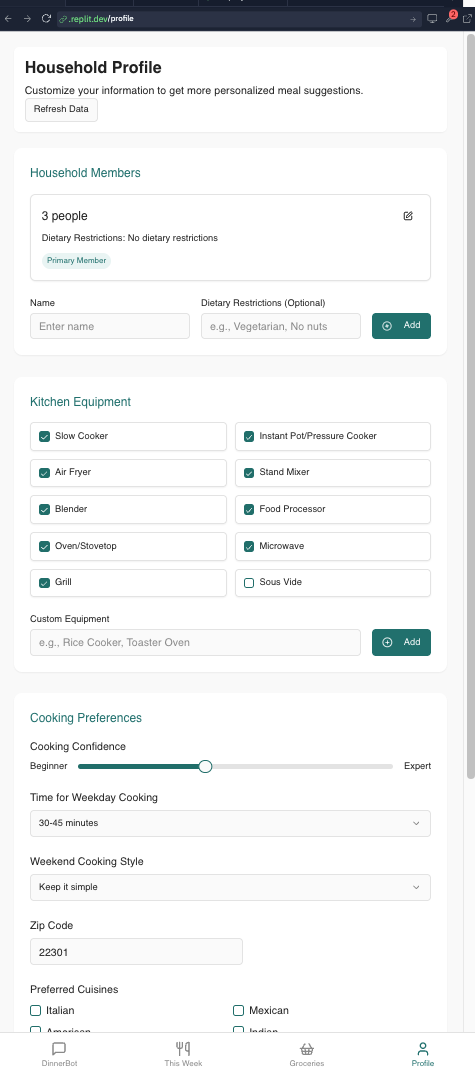 .replit.dev/profile
2
Household Profile
Customize your information to get more personalized meal suggestions.
Refresh Data
Household Members
3 people
Dietary Restrictions: No dietary restrictions
Primary Member
Name
Dietary Restrictions (Optional)
Enter name
e.g., Vegetarian, No nuts
Add
Kitchen Equipment
Slow Cooker
Instant Pot/Pressure Cooker
Air Fryer
Stand Mixer
Blender
Food Processor
Oven/Stovetop
Microwave
Grill
Sous Vide
Custom Equipment
e.g., Rice Cooker, Toaster Oven
Add
Cooking Preferences
Cooking Confidence
Beginner
Expert
Time for Weekday Cooking
30-45 minutes
Weekend Cooking Style
Keep it simple
Zip Code
22301
Preferred Cuisines
Italian
Mexican
American
Indian
DinnerBot
This Week
Groceries
Profile